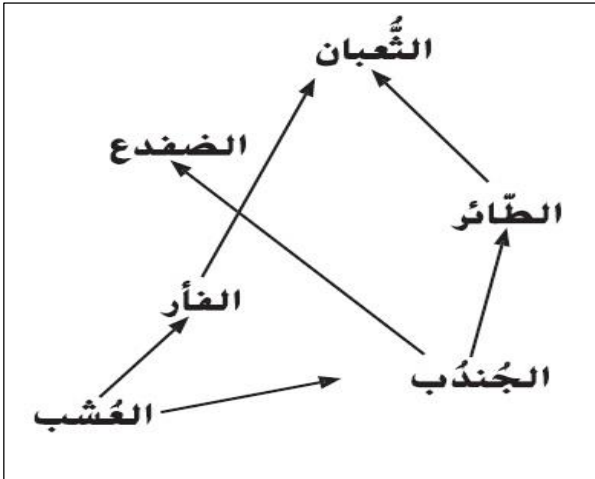 الثُّعبان
الضفدع
الطّائر
الفأر
الجُندُب
العُشب